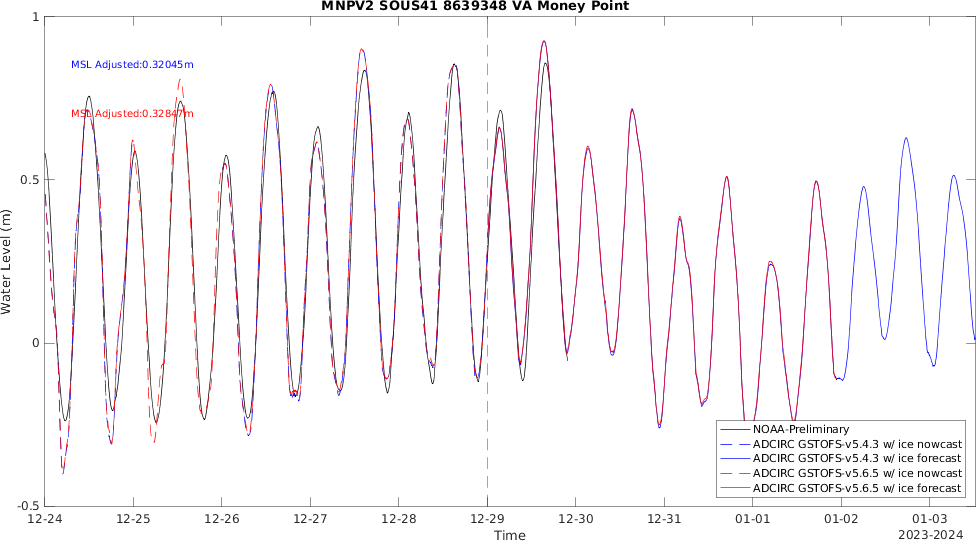 MNPV2 SOUS41 8639348 VA Money Point
1
MSL Adjusted:0.32045m
MSL Adjusted:0.32847m
0.5
Water Level (m)
0
NOAA-Preliminary
ADCIRC GSTOFS-v5.4.3 w/ ice nowcast
ADCIRC GSTOFS-v5.4.3 w/ ice forecast
ADCIRC GSTOFS-v5.6.5 w/ ice nowcast
ADCIRC GSTOFS-v5.6.5 w/ ice forecast
-0.5
12-24 12-25 12-26 12-27 12-28 12-29 12-30 12-31 01-01 01-02 01-03
Time
2023-2024